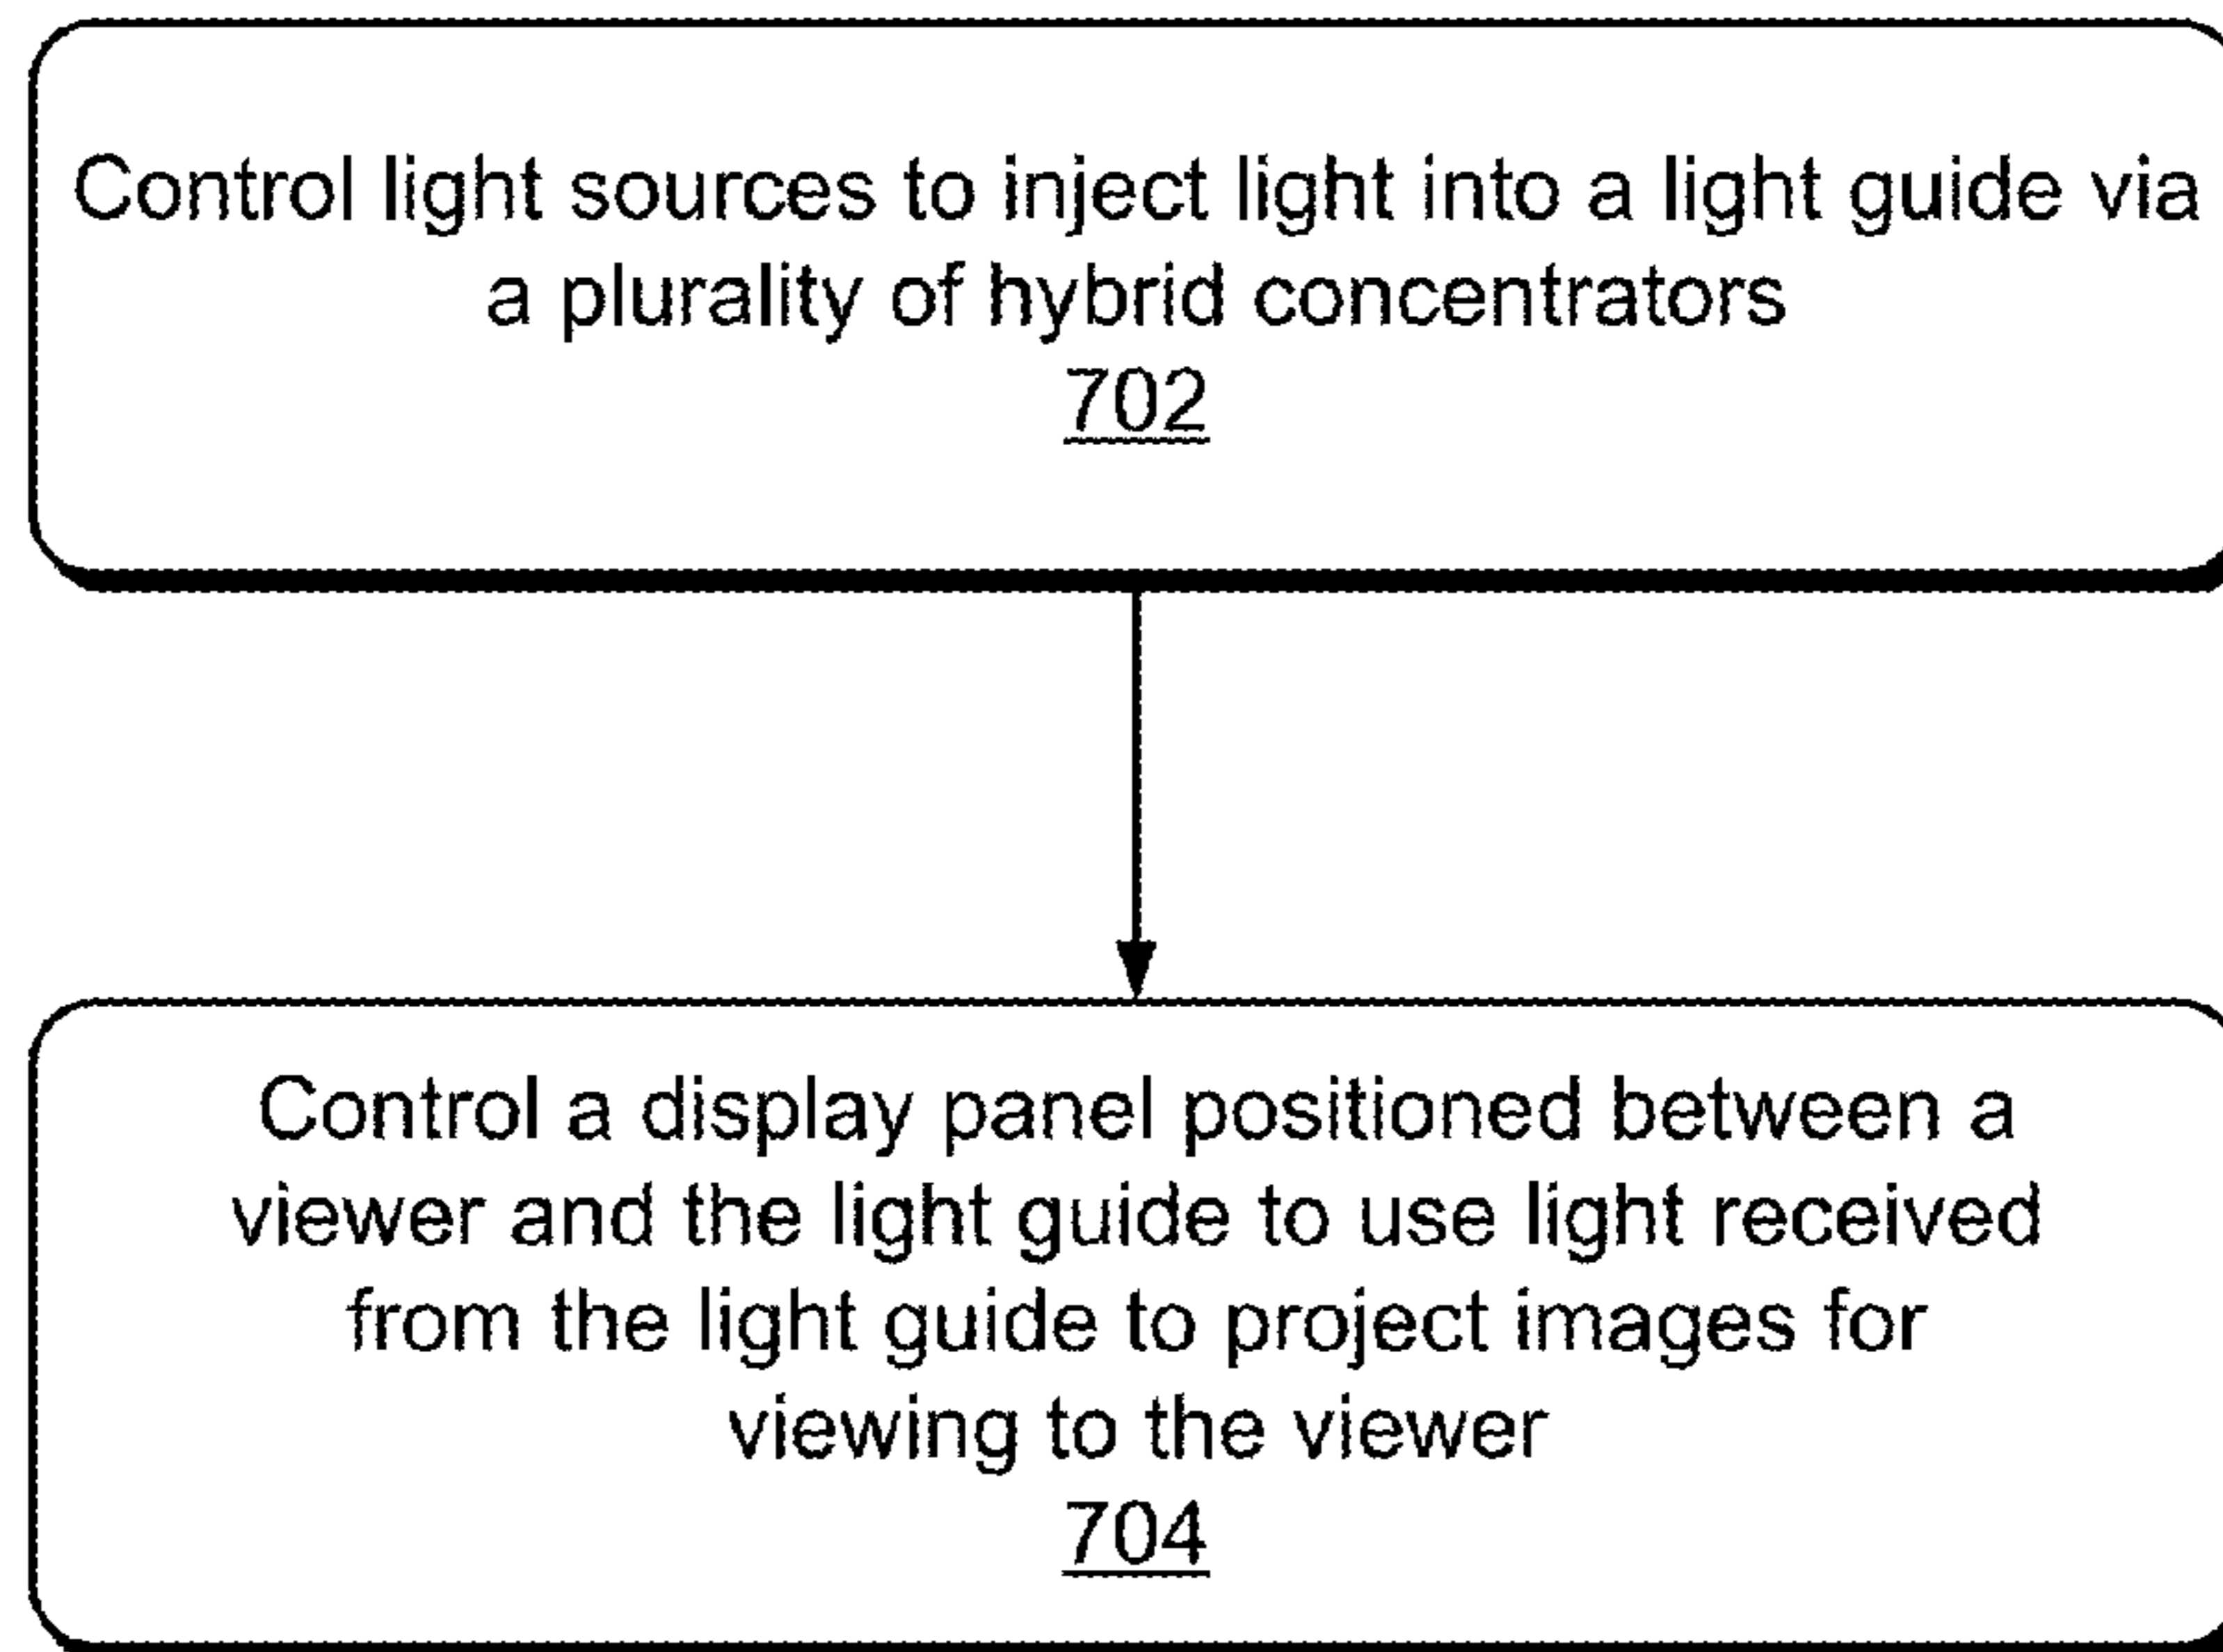 Control light sources to inject light into a light guide via
a plurality of hybrid concentrators
702
Control a display panel positioned between a
viewer and the light guide to use light received
from the light guide to project images for
viewing to the viewer
704